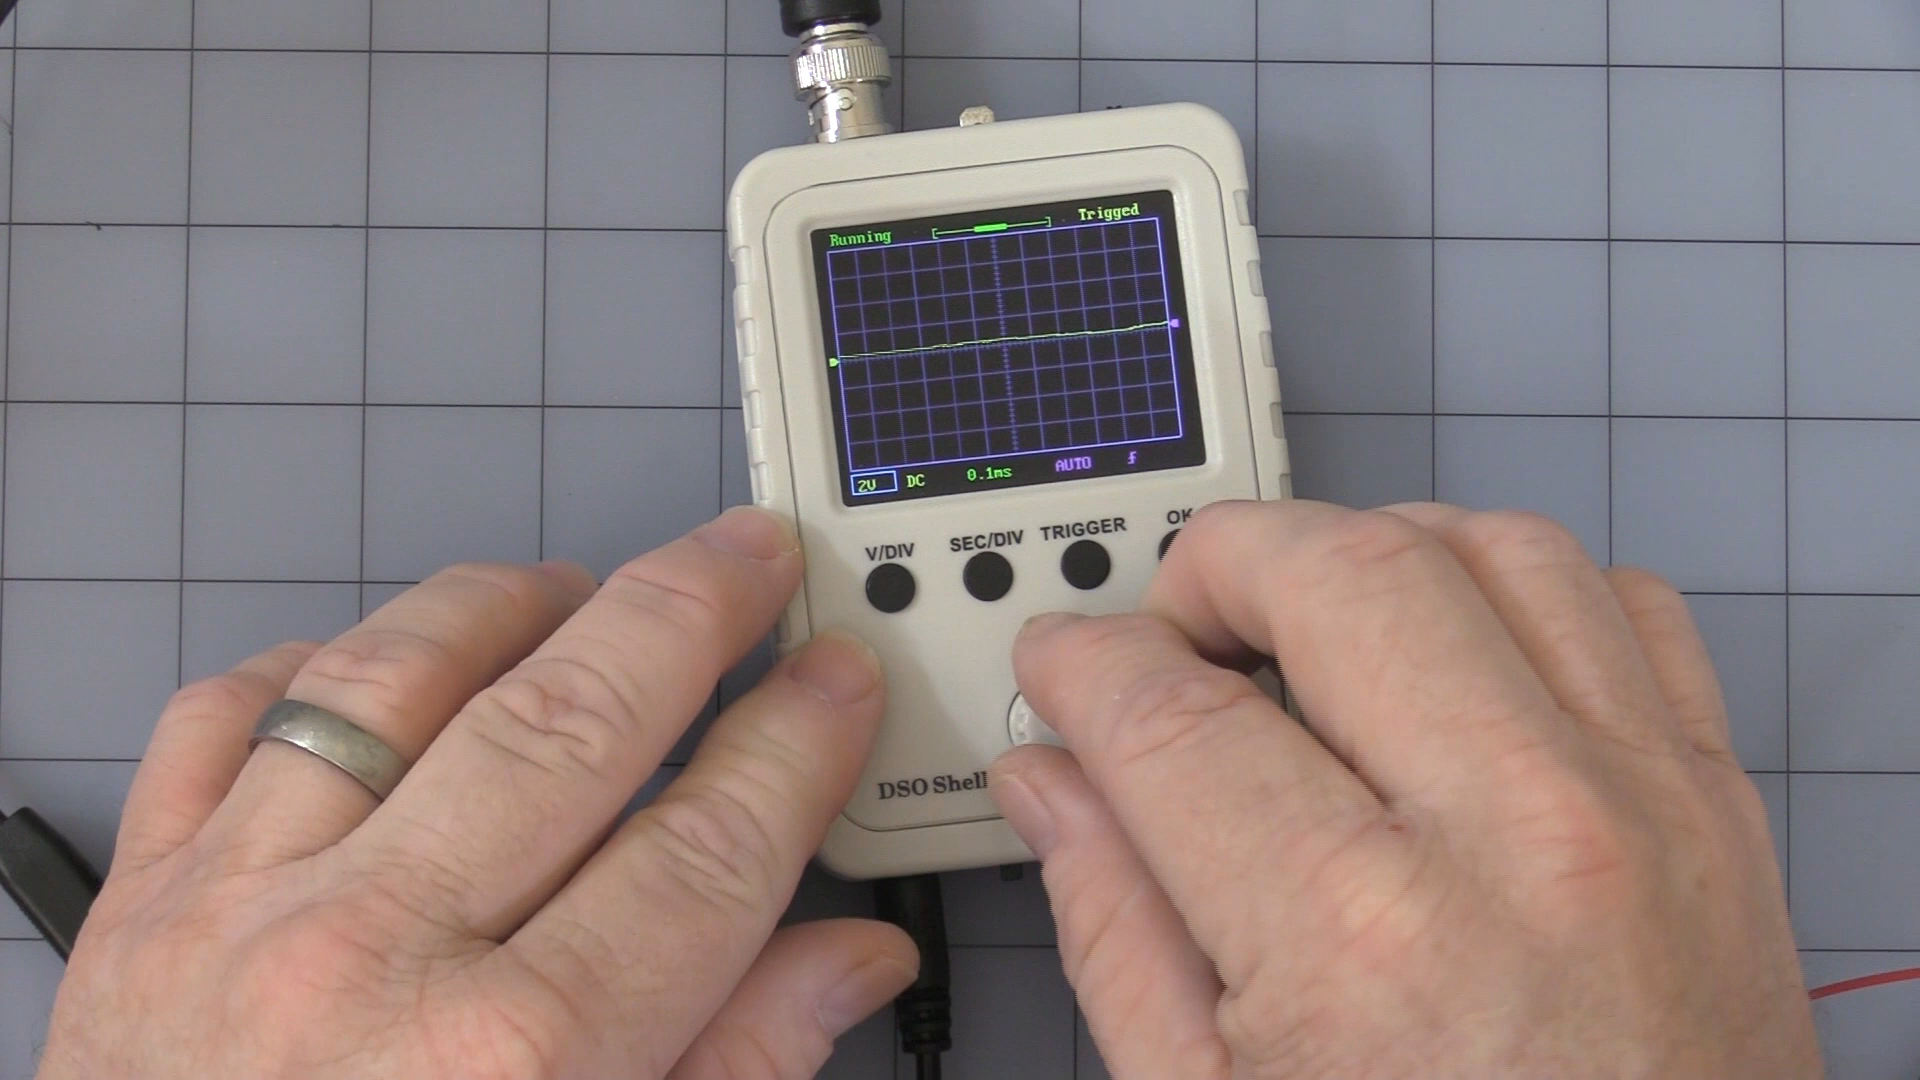 Running Trigged
2V DC 0.1ms AUTO
V/DIV SEC/DIV TRIGGER OK
DSO Shell